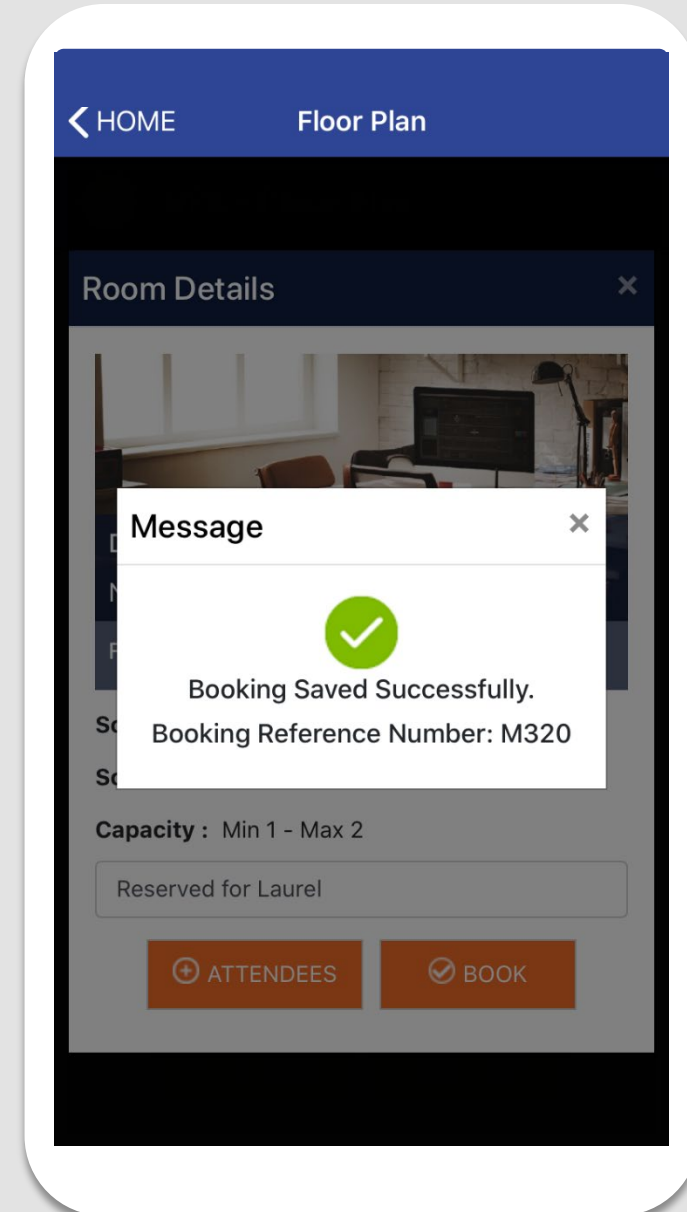 HOME Floor Plan
Room Details
Message
Booking Saved Successfully.
Booking Reference Number: M320
Capacity : Min 1 - Max 2
Reserved for Laurel
ATTENDEES BOOK